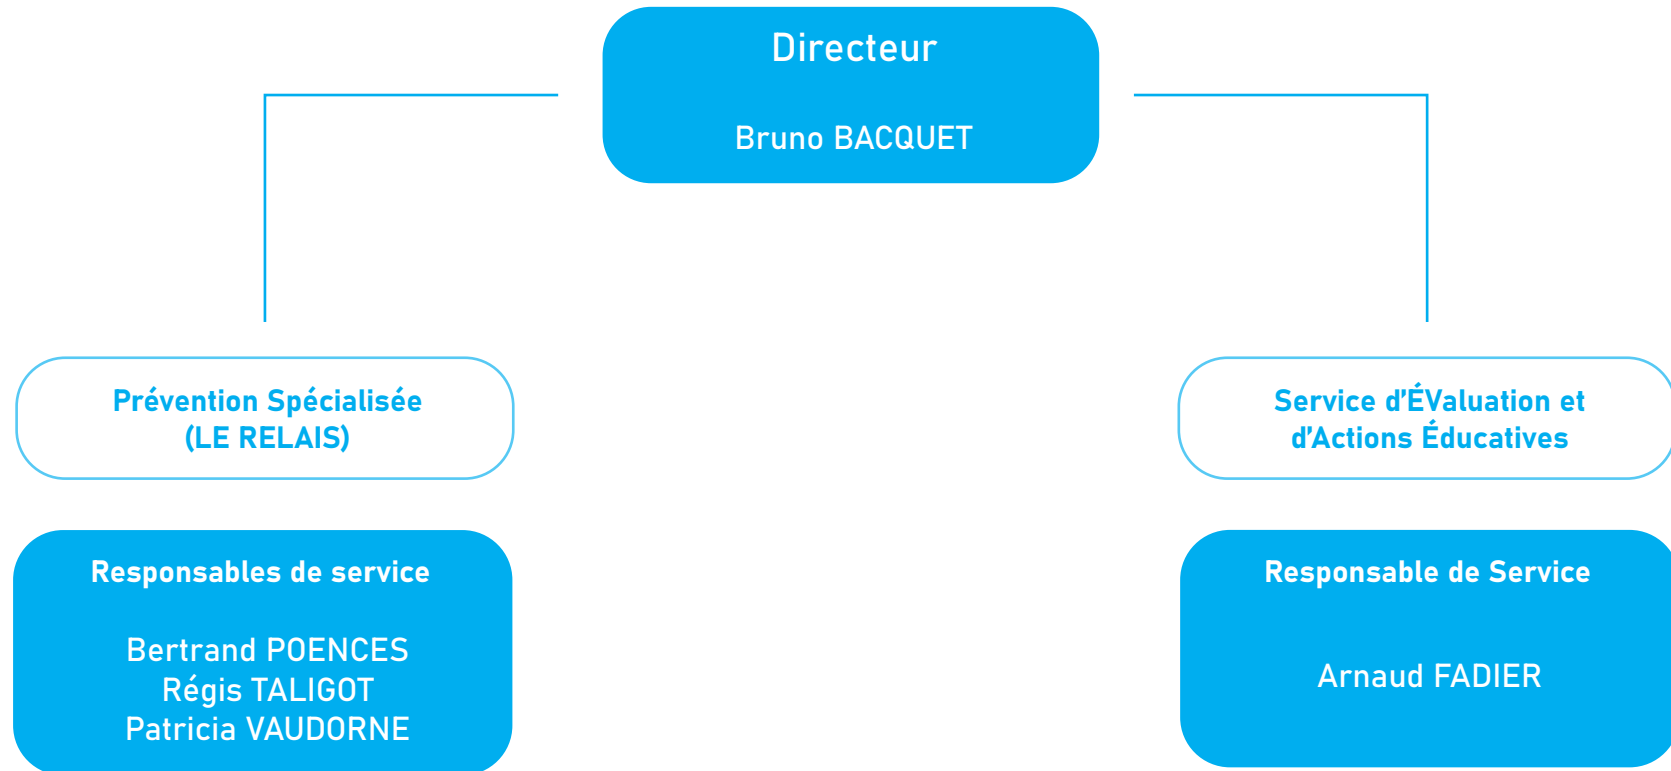 Directeur
Bruno BACQUET
Prévention Spécialisée
(LE RELAIS)
Service d'ÉValuation et
d'Actions Éducatives
Responsables de service
Bertrand POENCES
Régis TALIGOT
Patricia VAUDORNE
Responsable de Service
Arnaud FADIER